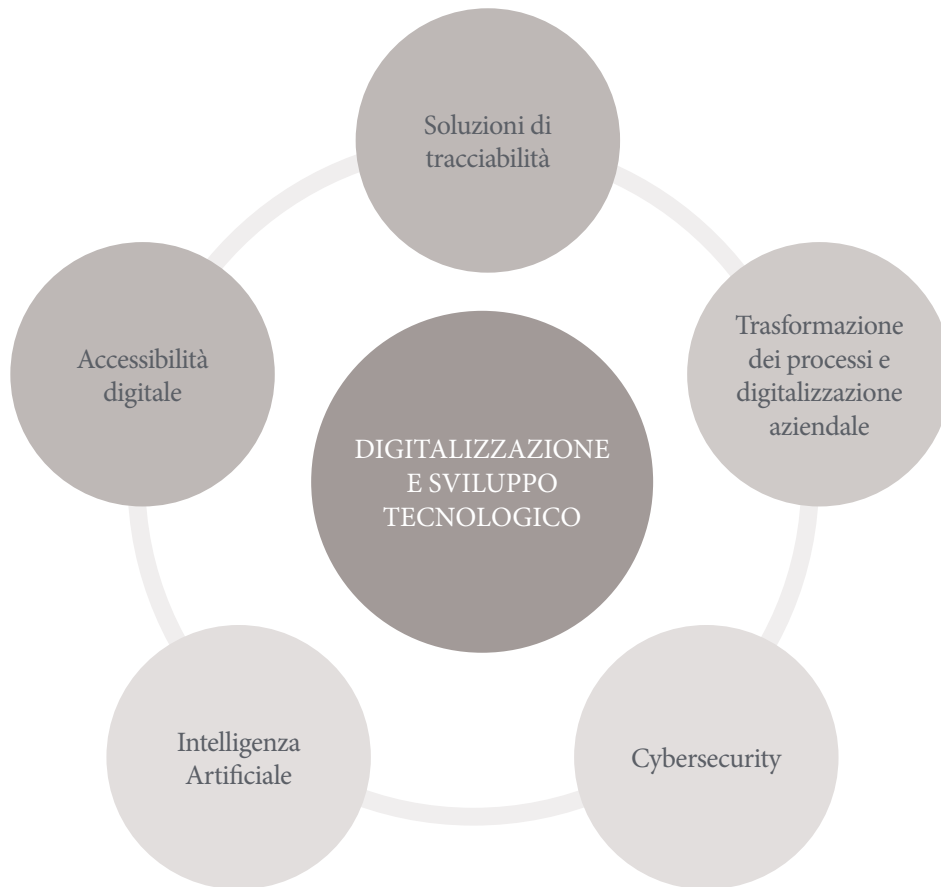 Soluzioni di
tracciabilità
Trasformazione
dei processi e
digitalizzazione
aziendale
Accessibilità
digitale
DIGITALIZZAZIONE
E SVILUPPO
TECNOLOGICO
Intelligenza
Artificiale
Cybersecurity